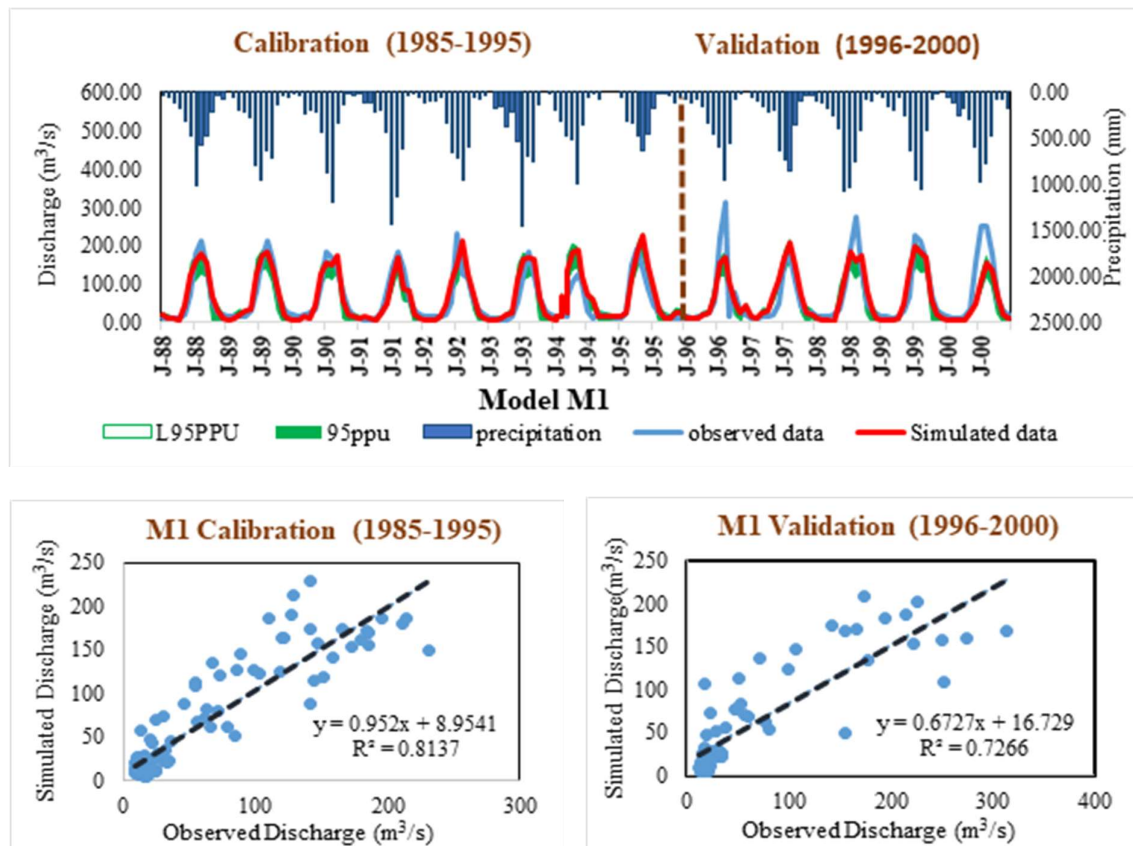 Calibration (1985-1995) Validation (1996-2000)
600.00 0.00
500.00 500.00
400.00 1000.00
300.00 1500.00
200.00 2000.00
100.00 2500.00
0.00
Discharge (m³/s)
Precipitation (mm)
J-88 J-88 J-89 J-89 J-90 J-90 J-91 J-91 J-92 J-92 J-93 J-93 J-94 J-94 J-95 J-95 J-96 J-96 J-97 J-97 J-98 J-98 J-99 J-99 J-00 J-00
Model M1
L95PPU 95ppu precipitation observed data Simulated data
M1 Calibration (1985-1995)
Simulated Discharge (m³/s)
250
200
150
100
50
0
y = 0.952x + 8.9541
R² = 0.8137
0 100 200 300
Observed Discharge (m³/s)
M1 Validation (1996-2000)
Simulated Discharge(m³/s)
250
200
150
100
50
0
y = 0.6727x + 16.729
R² = 0.7266
0 100 200 300 400
Observed Discharge (m³/s)